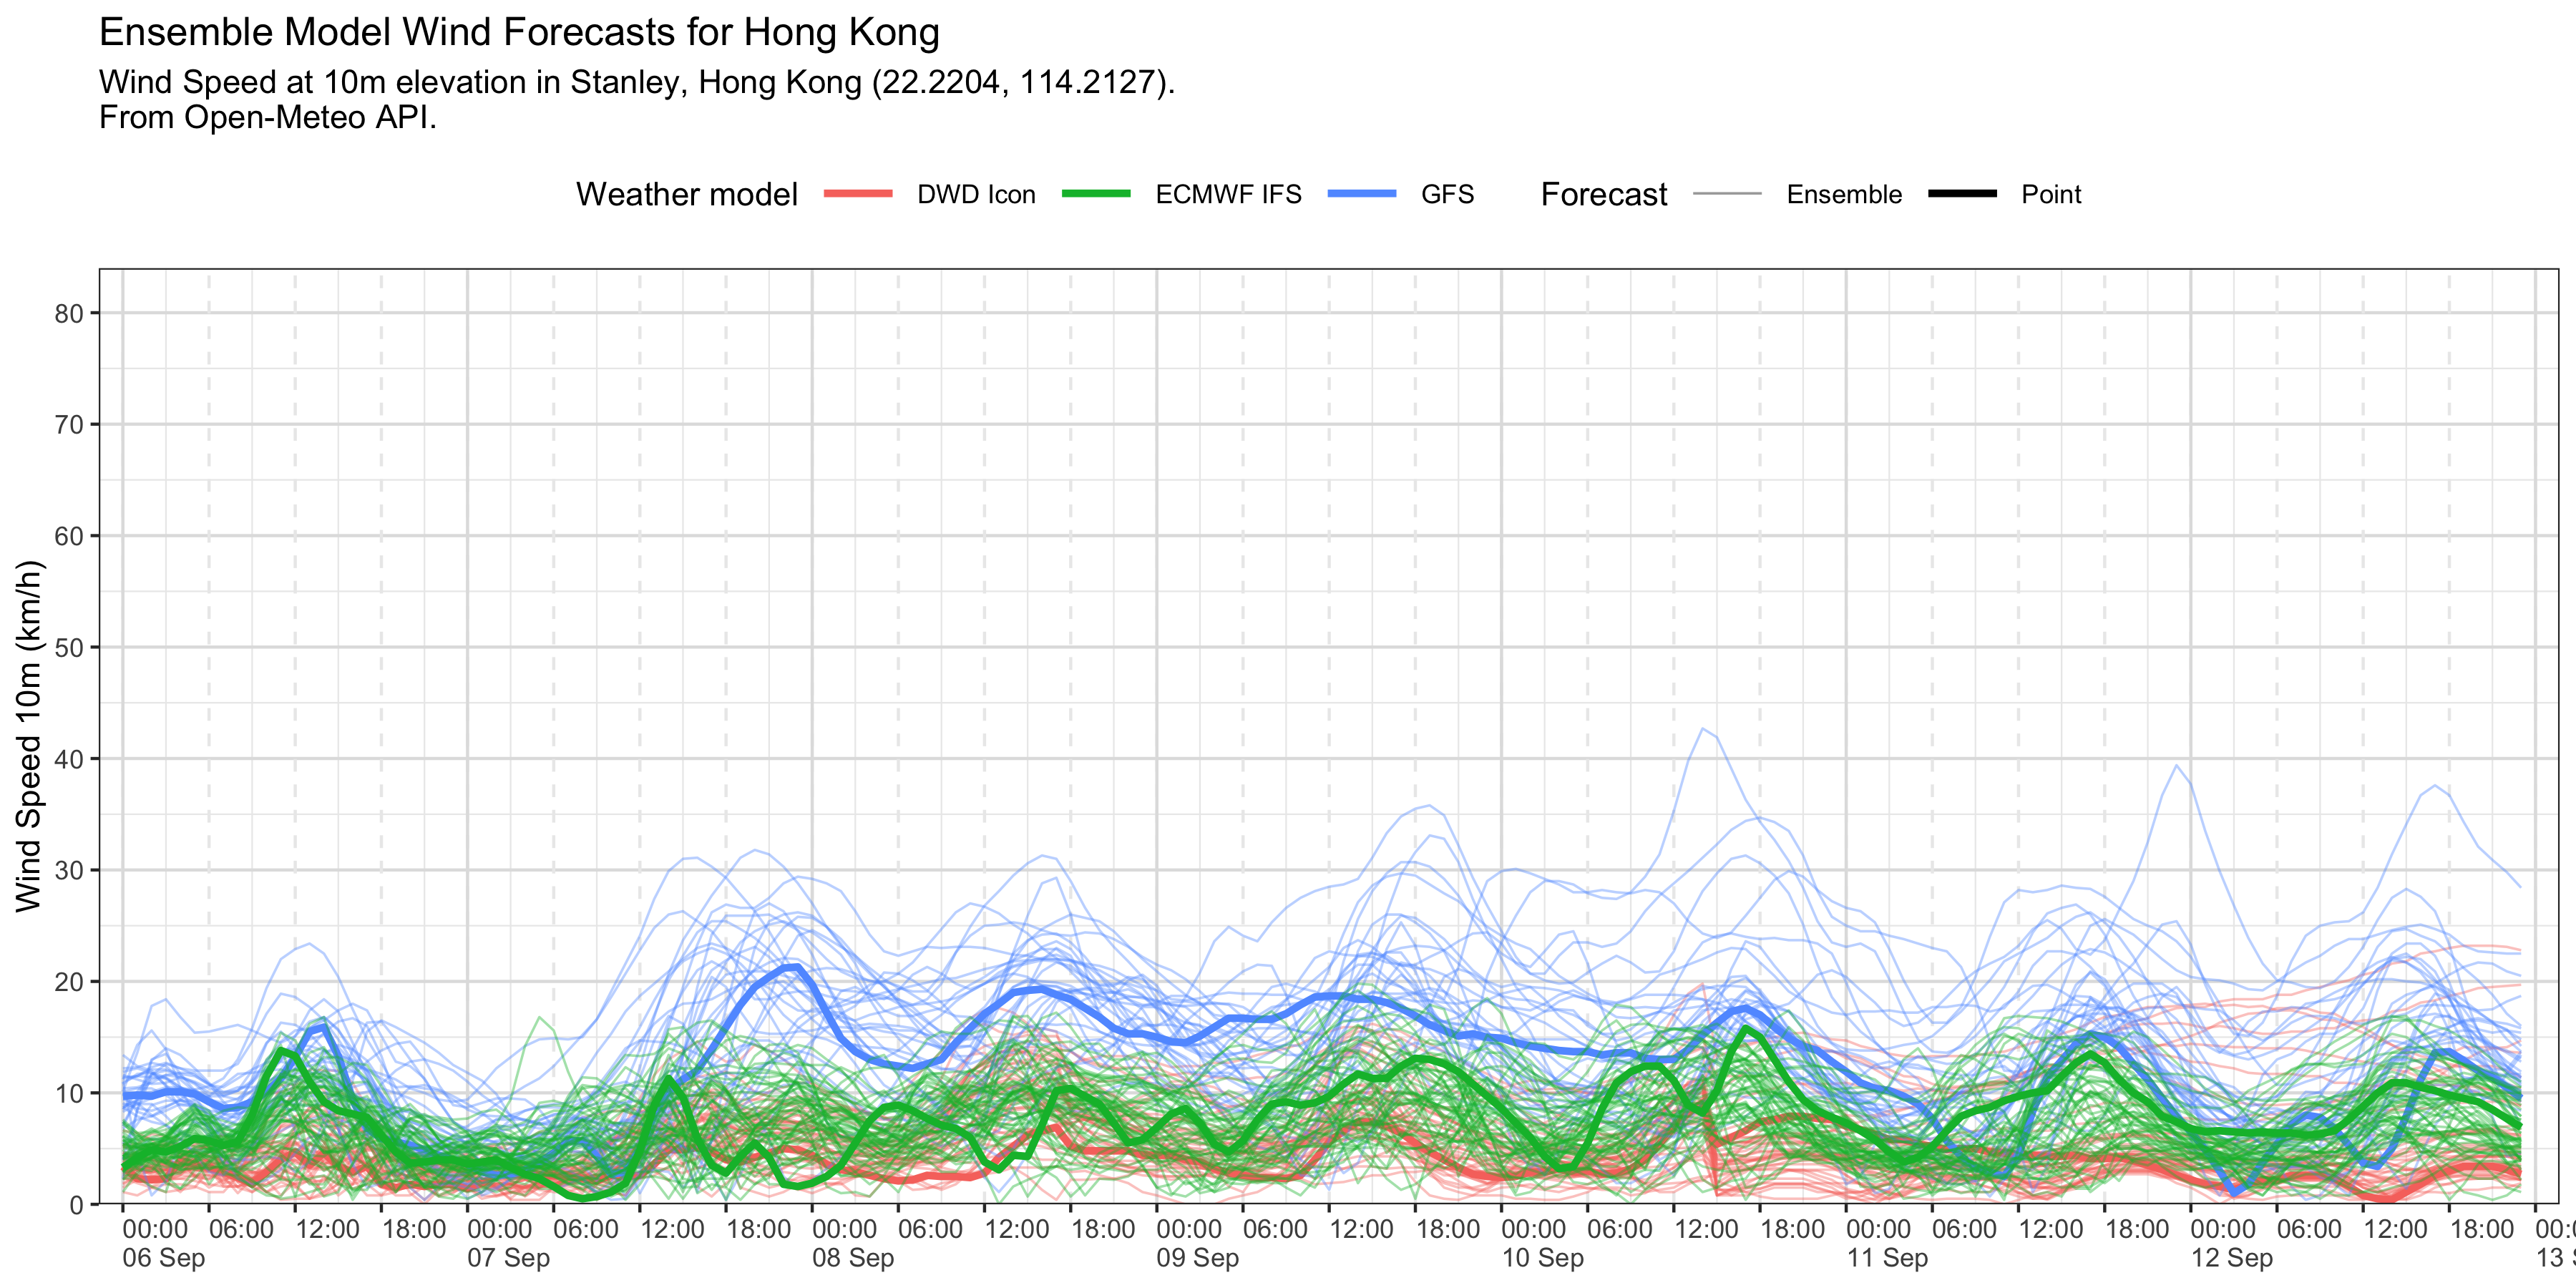 Ensemble Model Wind Forecasts for Hong Kong
Wind Speed at 10m elevation in Stanley, Hong Kong (22.2204, 114.2127).
From Open-Meteo API.
Weather model DWD Icon ECMWF IFS GFS Forecast Ensemble Point
Wind Speed 10m (km/h)
80
70
60
50
40
30
20
10
0
00:00 06:00 12:00 18:00 00:00 06:00 12:00 18:00 00:00 06:00 12:00 18:00 00:00 06:00 12:00 18:00 00:00 06:00 12:00 18:00 00:00 06:00 12:00 18:00 00:00 06:00 12:00 18:00 00:0
06 Sep 07 Sep 08 Sep 09 Sep 10 Sep 11 Sep 12 Sep 13 S